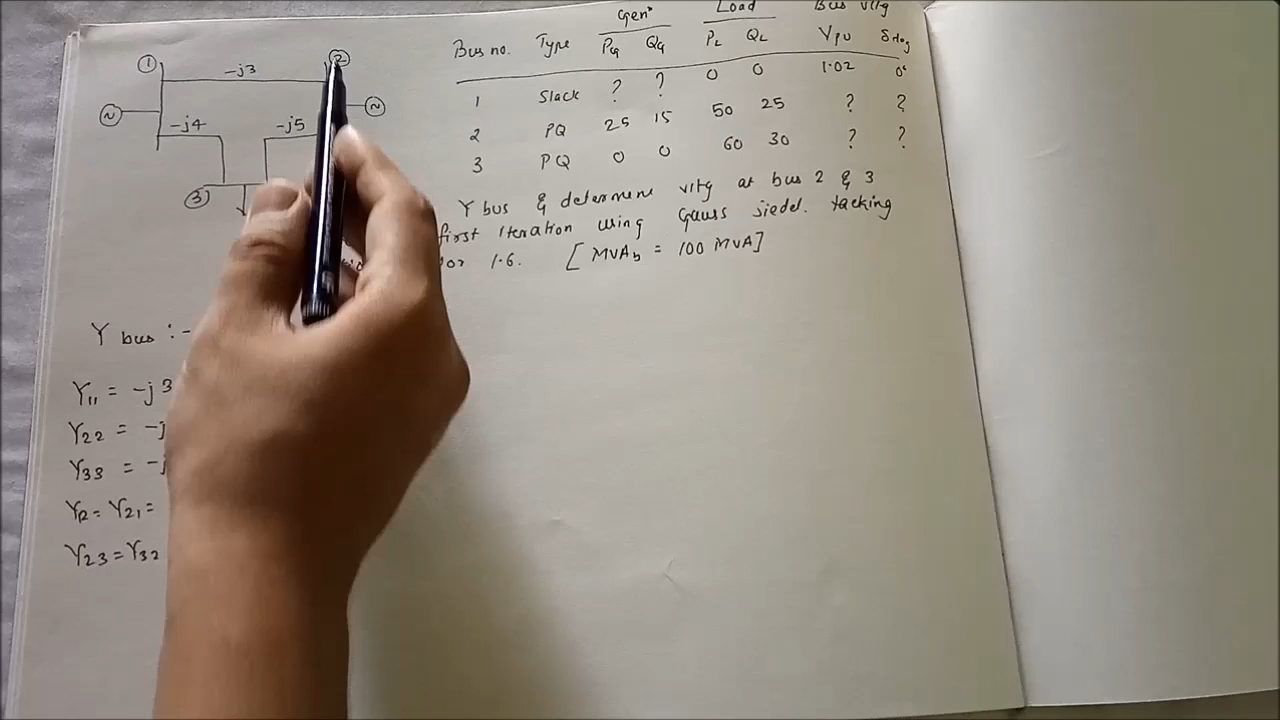 1
2
-j3
-j4
-j5
3
Genⁿ Load Bus vltg
Bus no. Type PG QG PL QL VPU δdeg
1 Slack ? ? 0 0 1.02 0°
2 PQ 25 15 50 25 ? ?
3 PQ 0 0 60 30 ? ?
Y bus & determene vltg at bus 2 & 3
first Iteration using Gauss Siedel. tacking
1.6. [MVAb = 100 MVA]
Y bus :-
Y11 = -j3
Y22 = -j
Y33 = -j
Y12 = Y21 =
Y23 = Y32